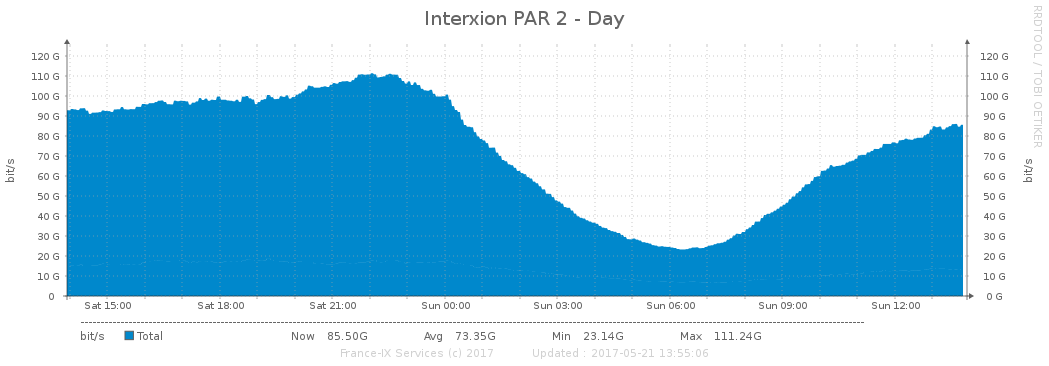 Interxion PAR 2 - Day
RRDTOOL / TOBI OETIKER
bit/s
120 G
110 G
100 G
90 G
80 G
70 G
60 G
50 G
40 G
30 G
20 G
10 G
0
120 G
110 G
100 G
90 G
80 G
70 G
60 G
50 G
40 G
30 G
20 G
10 G
0 G
bit/s
Sat 15:00 Sat 18:00 Sat 21:00 Sun 00:00 Sun 03:00 Sun 06:00 Sun 09:00 Sun 12:00
bit/s Total Now 85.50G Avg 73.35G Min 23.14G Max 111.24G
France-IX Services (c) 2017 Updated : 2017-05-21 13:55:06